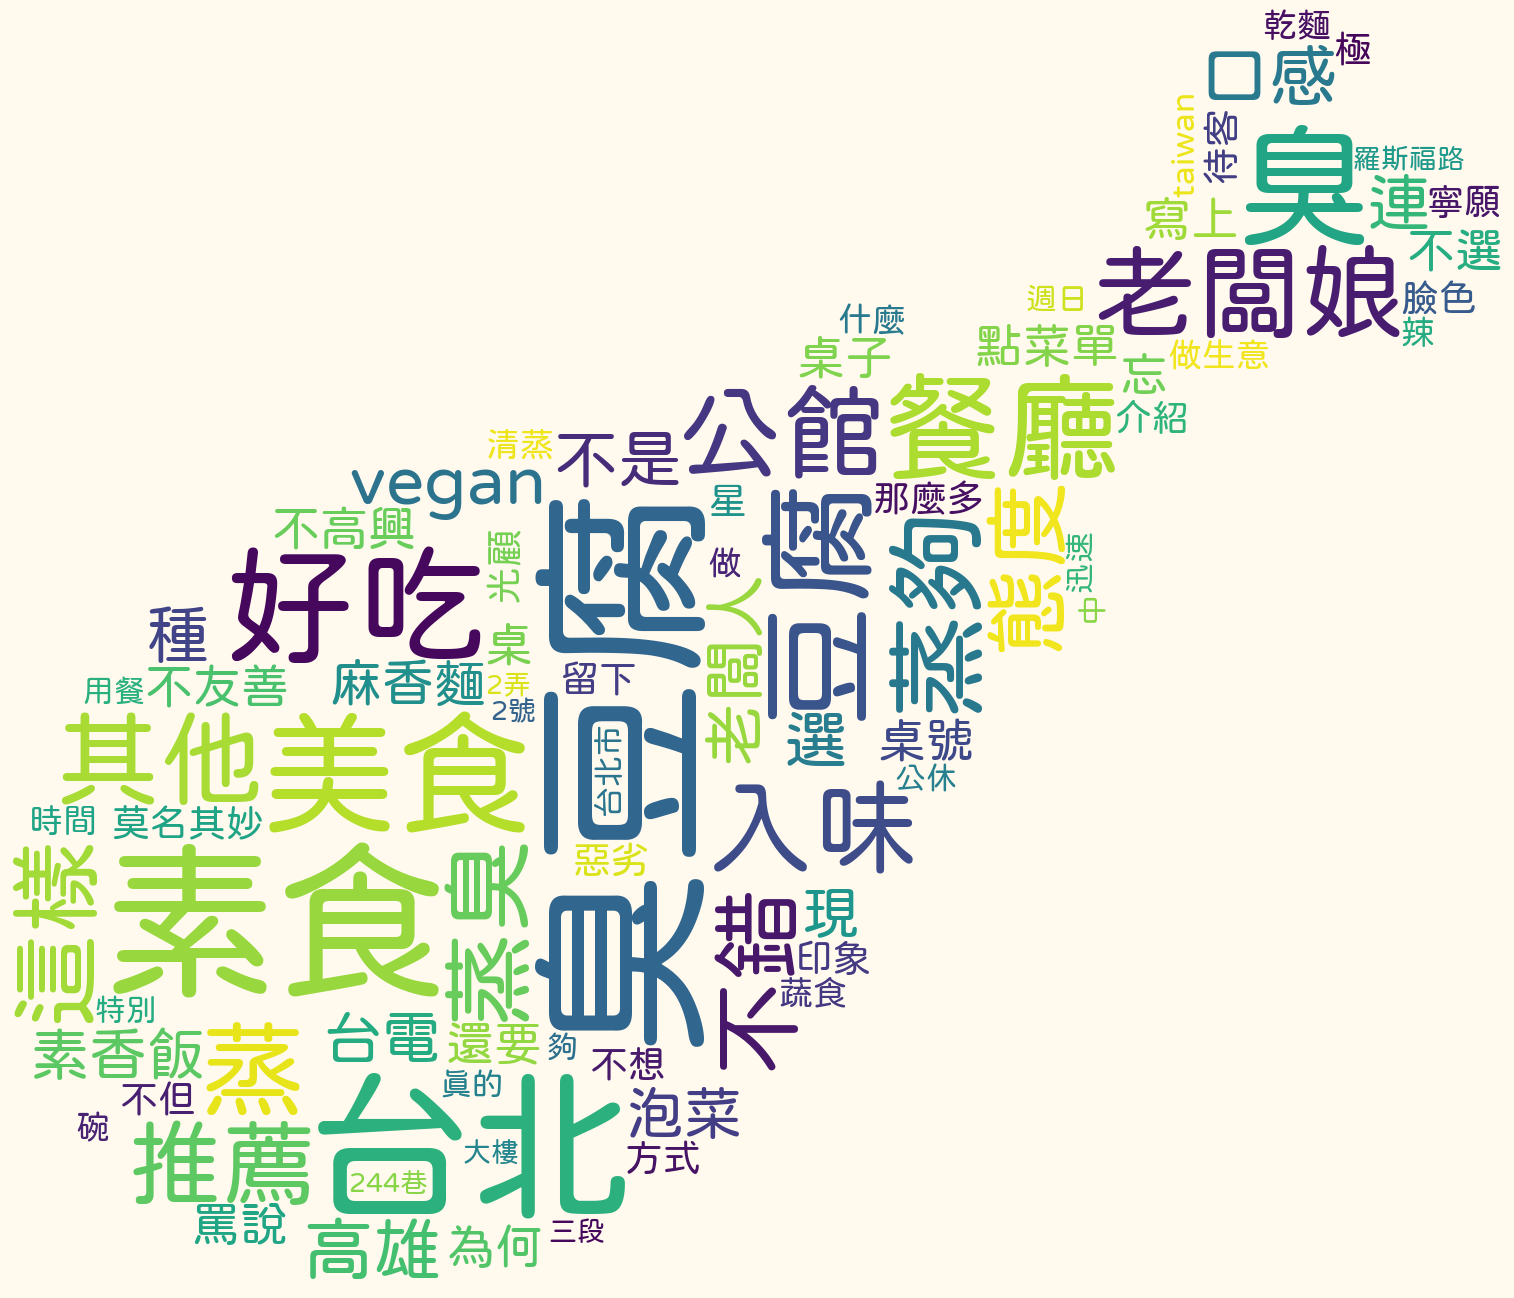 乾麵
極
口感
taiwan
待客
臭
羅斯福路
連
寧願
寫上
不選
老闆娘
臉色
週日
辣
什麼
桌子
點菜單
做生意
忘
介紹
公館
餐廳
清蒸
不是
vegan
那麼多
星
豆腐
態度
蒸夠
不高興
光顧
臭豆腐
做
迅速
中
好吃
老闆人
種
桌
留下
麻香麵
不友善
用餐
2弄
2號
其他
美食
台北市
選
桌號
公休
入味
時間
莫名其妙
惡劣
這樣
素食
蒸臭
不錯
現
印象
蔬食
特別
素香飯
蒸
台電
還要
夠
不想
真的
不但
碗
台北
泡菜
推薦
大樓
方式
244巷
罵說
高雄
為何
三段